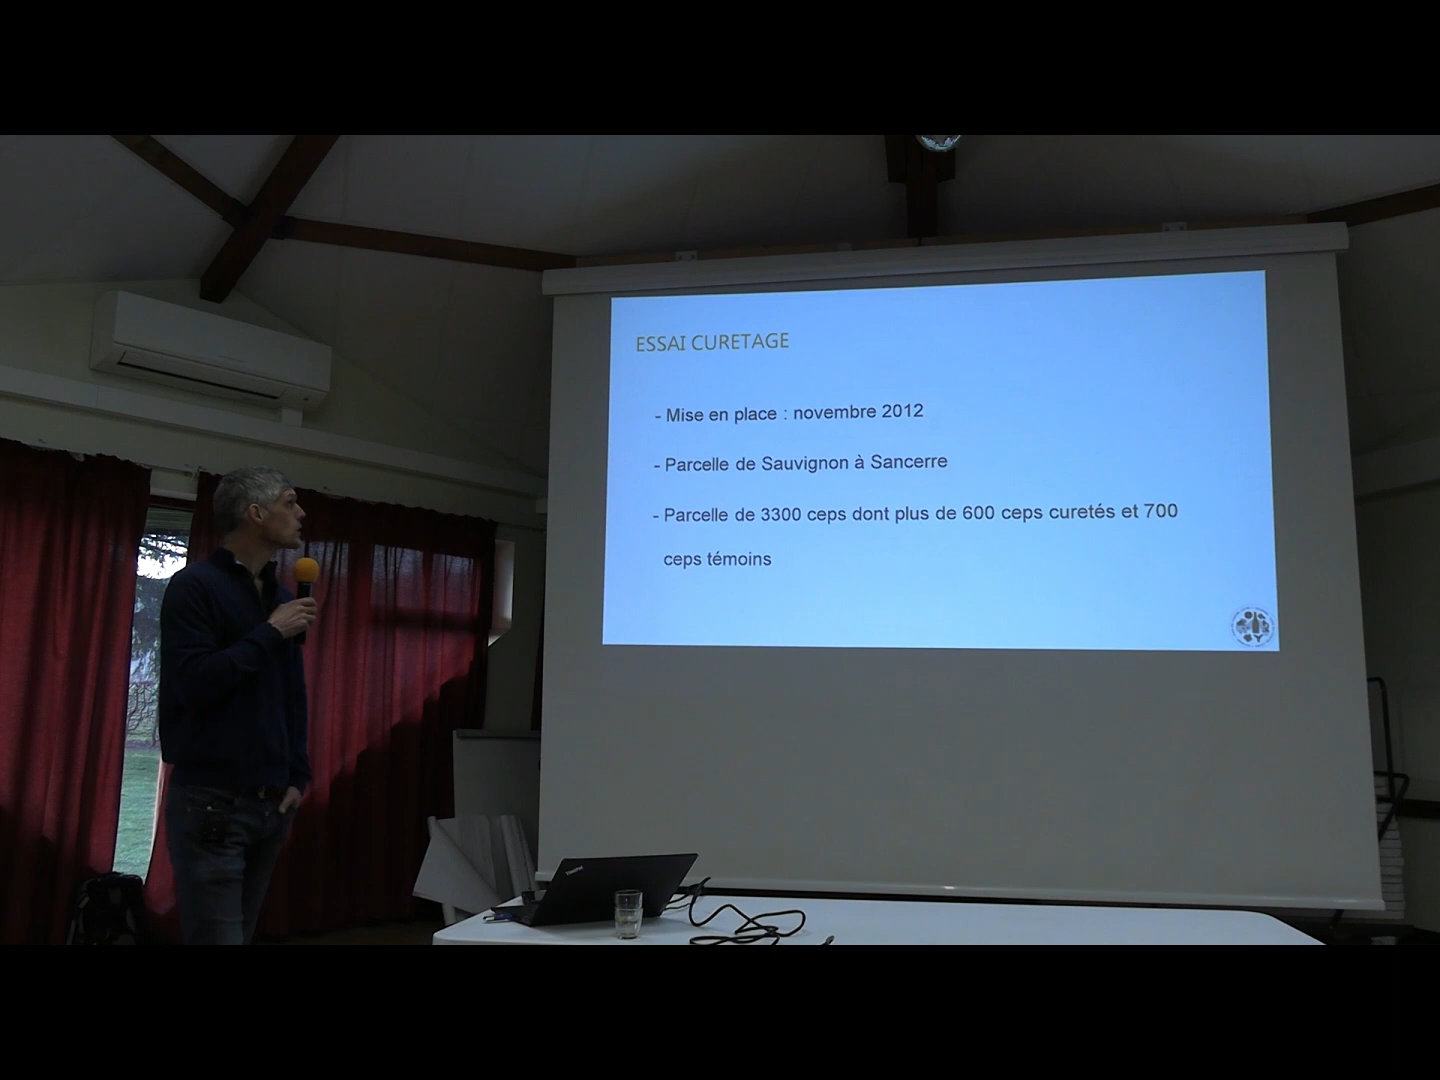 ESSAI CURETAGE
- Mise en place : novembre 2012
- Parcelle de Sauvignon à Sancerre
- Parcelle de 3300 ceps dont plus de 600 ceps curetés et 700
ceps témoins
ThinkPad